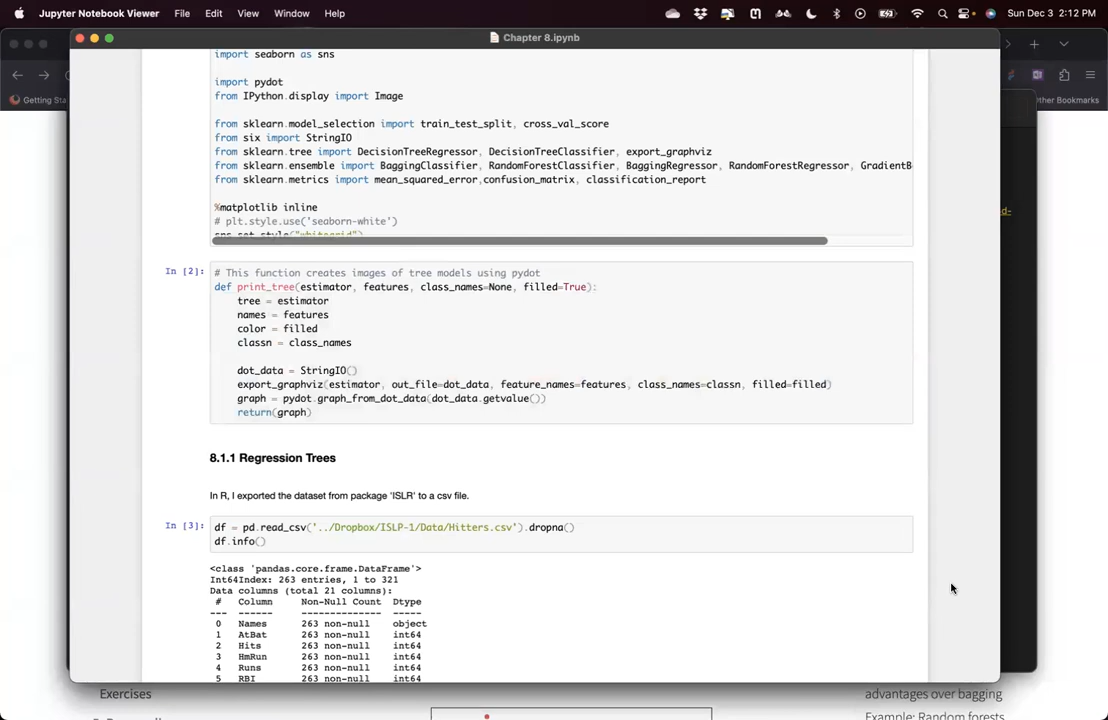 Jupyter Notebook Viewer File Edit View Window Help Sun Dec 3 2:12 PM
Chapter 8.ipynb
Getting Sta
ther Bookmarks
import seaborn as sns
import pydot
from IPython.display import Image
from sklearn.model_selection import train_test_split, cross_val_score
from six import StringIO
from sklearn.tree import DecisionTreeRegressor, DecisionTreeClassifier, export_graphviz
from sklearn.ensemble import BaggingClassifier, RandomForestClassifier, BaggingRegressor, RandomForestRegressor, GradientB
from sklearn.metrics import mean_squared_error,confusion_matrix, classification_report
%matplotlib inline
# plt.style.use('seaborn-white')
sns.set_style("whitegrid")
In [2]:
# This function creates images of tree models using pydot
def print_tree(estimator, features, class_names=None, filled=True):
tree = estimator
names = features
color = filled
classn = class_names
dot_data = StringIO()
export_graphviz(estimator, out_file=dot_data, feature_names=features, class_names=classn, filled=filled)
graph = pydot.graph_from_dot_data(dot_data.getvalue())
return(graph)
8.1.1 Regression Trees
In R, I exported the dataset from package 'ISLR' to a csv file.
In [3]:
df = pd.read_csv('../Dropbox/ISLP-1/Data/Hitters.csv').dropna()
df.info()
<class 'pandas.core.frame.DataFrame'>
Int64Index: 263 entries, 1 to 321
Data columns (total 21 columns):
# Column Non-Null Count Dtype
--- ------ -------------- -----
0 Names 263 non-null object
1 AtBat 263 non-null int64
2 Hits 263 non-null int64
3 HmRun 263 non-null int64
4 Runs 263 non-null int64
5 RBI 263 non-null int64
Exercises
advantages over bagging
Example: Random forests